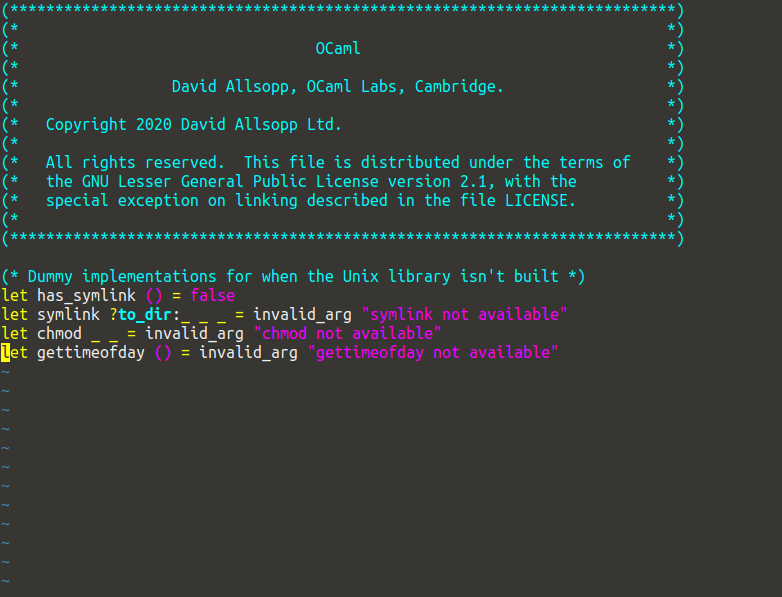 (**************************************************************************)
(*                                                                        *)
(*                                 OCaml                                  *)
(*                                                                        *)
(*                 David Allsopp, OCaml Labs, Cambridge.                  *)
(*                                                                        *)
(*   Copyright 2020 David Allsopp Ltd.                                    *)
(*                                                                        *)
(*   All rights reserved.  This file is distributed under the terms of    *)
(*   the GNU Lesser General Public License version 2.1, with the          *)
(*   special exception on linking described in the file LICENSE.          *)
(*                                                                        *)
(**************************************************************************)

(* Dummy implementations for when the Unix library isn't built *)
let has_symlink () = false
let symlink ?to_dir:_ _ _ = invalid_arg "symlink not available"
let chmod _ _ = invalid_arg "chmod not available"
let gettimeofday () = invalid_arg "gettimeofday not available"
~
~
~
~
~
~
~
~
~
~
~
~